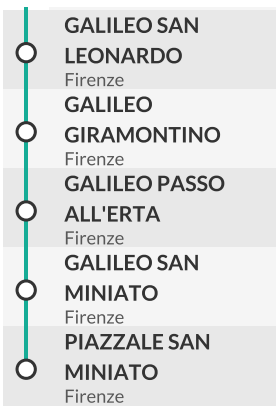 GALILEO SAN
LEONARDO
Firenze
GALILEO
GIRAMONTINO
Firenze
GALILEO PASSO
ALL'ERTA
Firenze
GALILEO SAN
MINIATO
Firenze
PIAZZALE SAN
MINIATO
Firenze